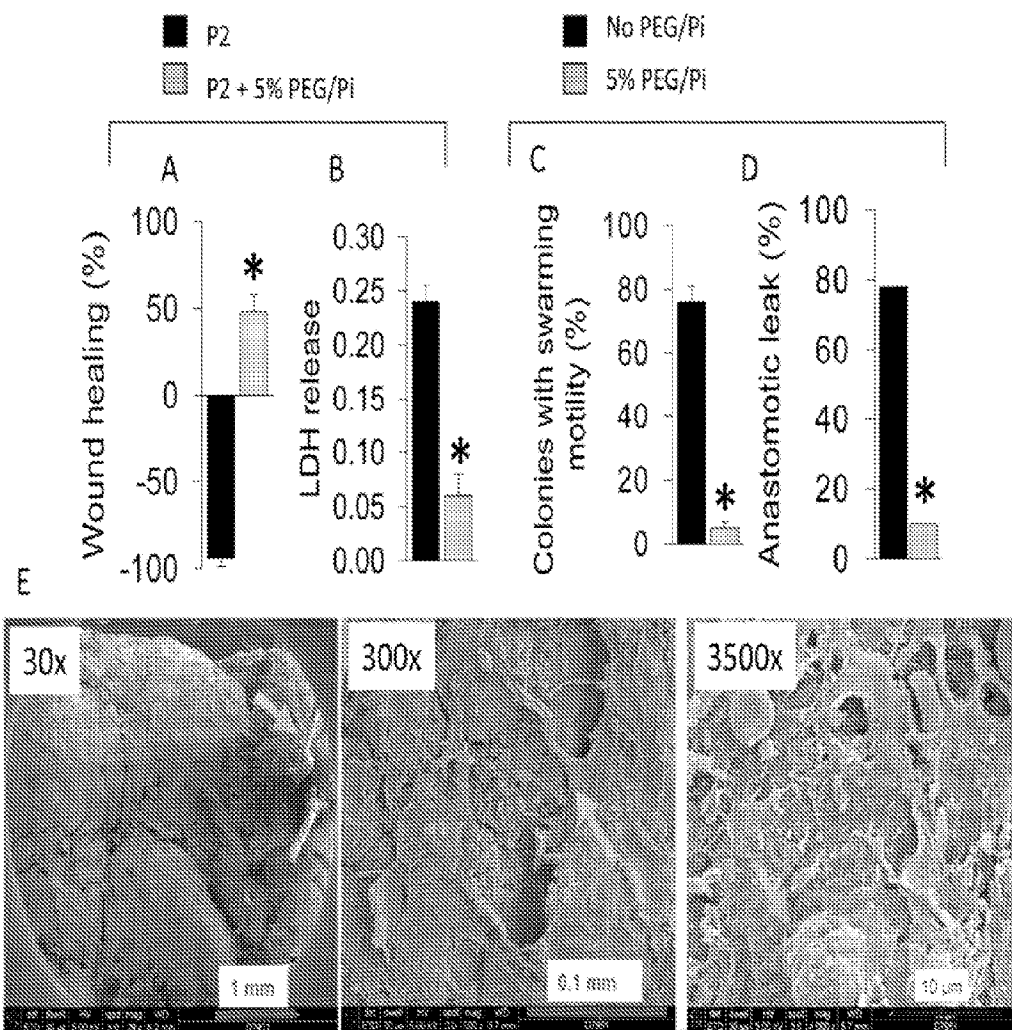 P2
P2 + 5% PEG/Pi
No PEG/Pi
5% PEG/Pi
A
Wound healing (%)
100
50
0
-50
-100
*
B
LDH release
0.30
0.25
0.20
0.15
0.10
0.05
0.00
*
C
Colonies with swarming
motility (%)
100
80
60
40
20
0
*
D
Anastomotic leak (%)
100
80
60
40
20
0
*
E
30x
1 mm
300x
0.1 mm
3500x
10 μm